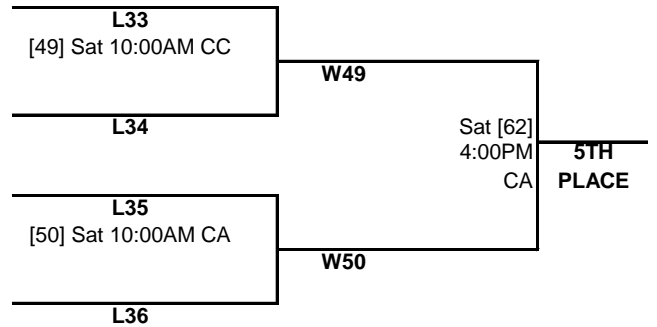 L33
[49] Sat 10:00AM CC
W49
L34
Sat [62]
4:00PM
CA
5TH
PLACE
L35
[50] Sat 10:00AM CA
W50
L36